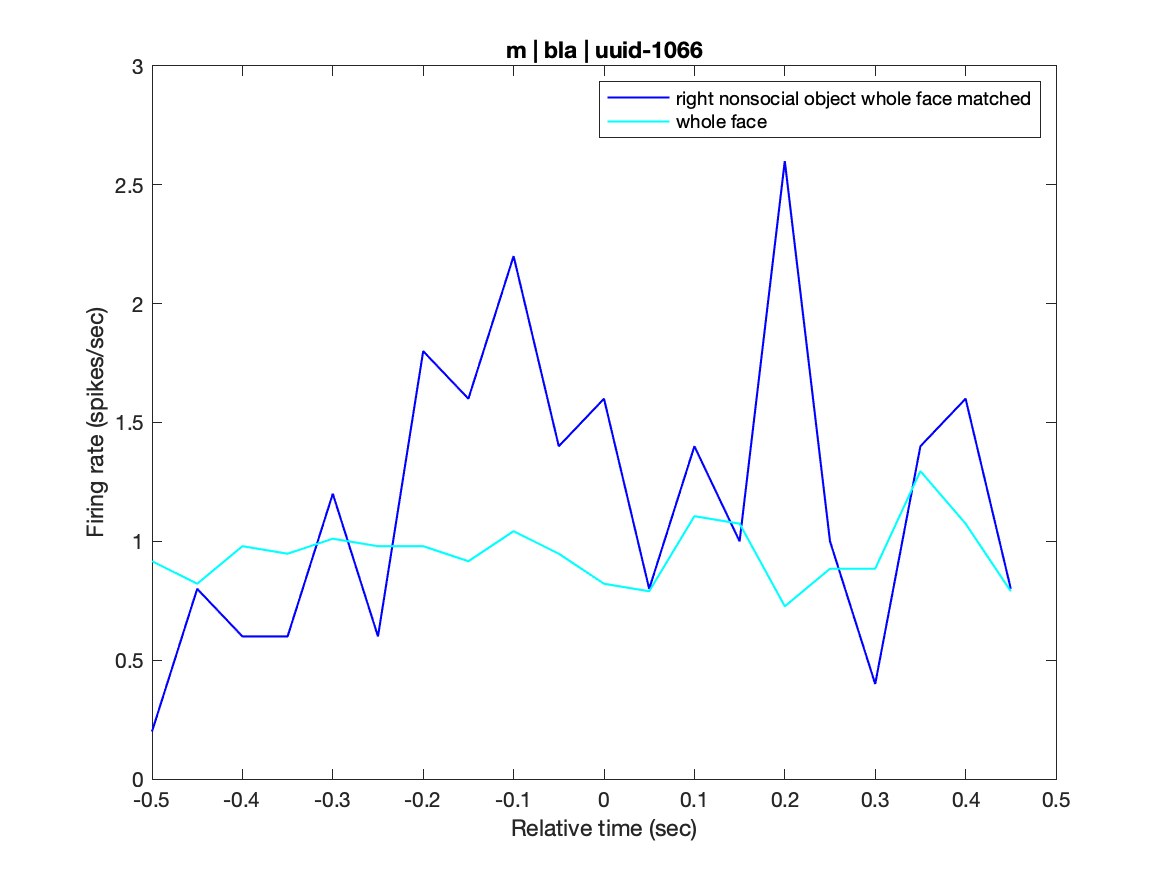 m | bla | uuid-1066
right nonsocial object whole face matched
whole face
3
2.5
2
1.5
1
0.5
0
Firing rate (spikes/sec)
-0.5 -0.4 -0.3 -0.2 -0.1 0 0.1 0.2 0.3 0.4 0.5
Relative time (sec)